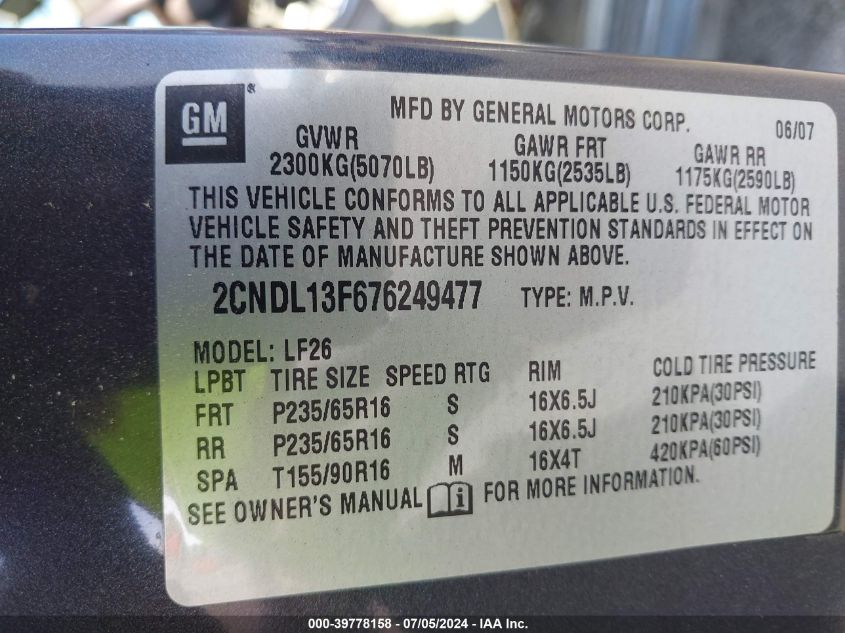 GM®
MFD BY GENERAL MOTORS CORP. 06/07
GVWR GAWR FRT GAWR RR
2300KG(5070LB) 1150KG(2535LB) 1175KG(2590LB)
THIS VEHICLE CONFORMS TO ALL APPLICABLE U.S. FEDERAL MOTOR
VEHICLE SAFETY AND THEFT PREVENTION STANDARDS IN EFFECT ON
THE DATE OF MANUFACTURE SHOWN ABOVE.
2CNDL13F676249477 TYPE: M.P.V.
MODEL: LF26
LPBT TIRE SIZE SPEED RTG RIM COLD TIRE PRESSURE
FRT P235/65R16 S 16X6.5J 210KPA(30PSI)
RR P235/65R16 S 16X6.5J 210KPA(30PSI)
SPA T155/90R16 M 16X4T 420KPA(60PSI)
SEE OWNER'S MANUAL i FOR MORE INFORMATION.
000-39778158 - 07/05/2024 - IAA Inc.